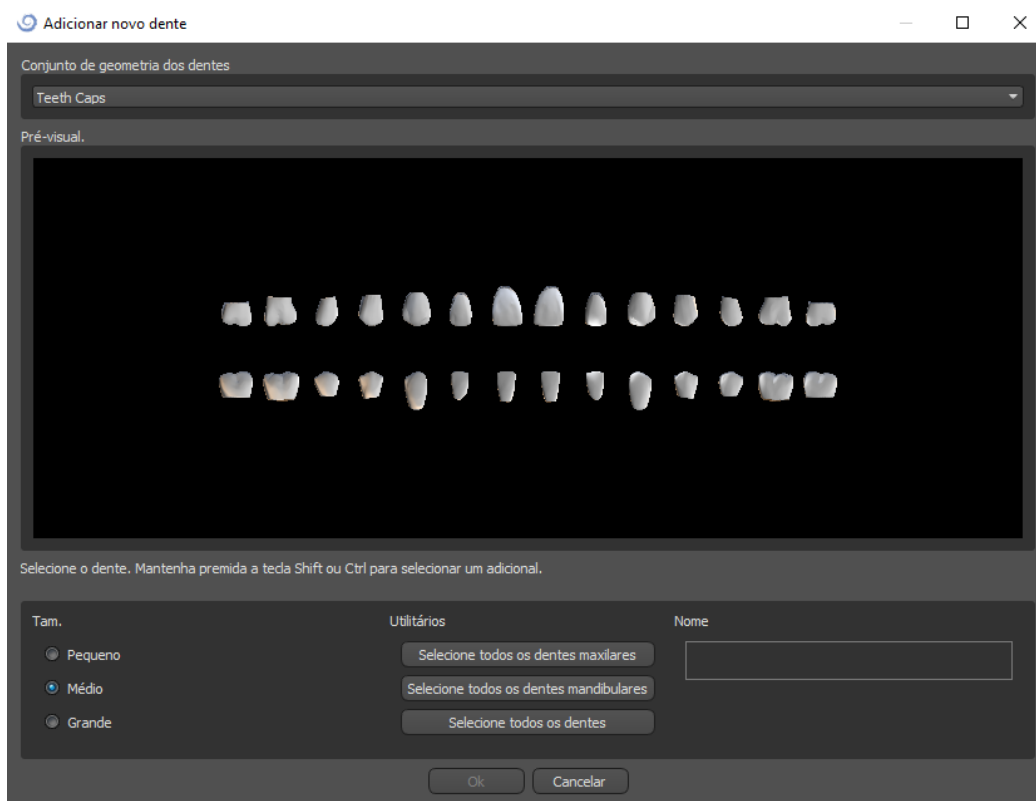 Adicionar novo dente
Conjunto de geometria dos dentes
Teeth Caps
Pré-visual.
Selecione o dente. Mantenha premida a tecla Shift ou Ctrl para selecionar um adicional.
Tam.
Pequeno
Médio
Grande
Utilitários
Selecione todos os dentes maxilares
Selecione todos os dentes mandibulares
Selecione todos os dentes
Nome
Ok
Cancelar